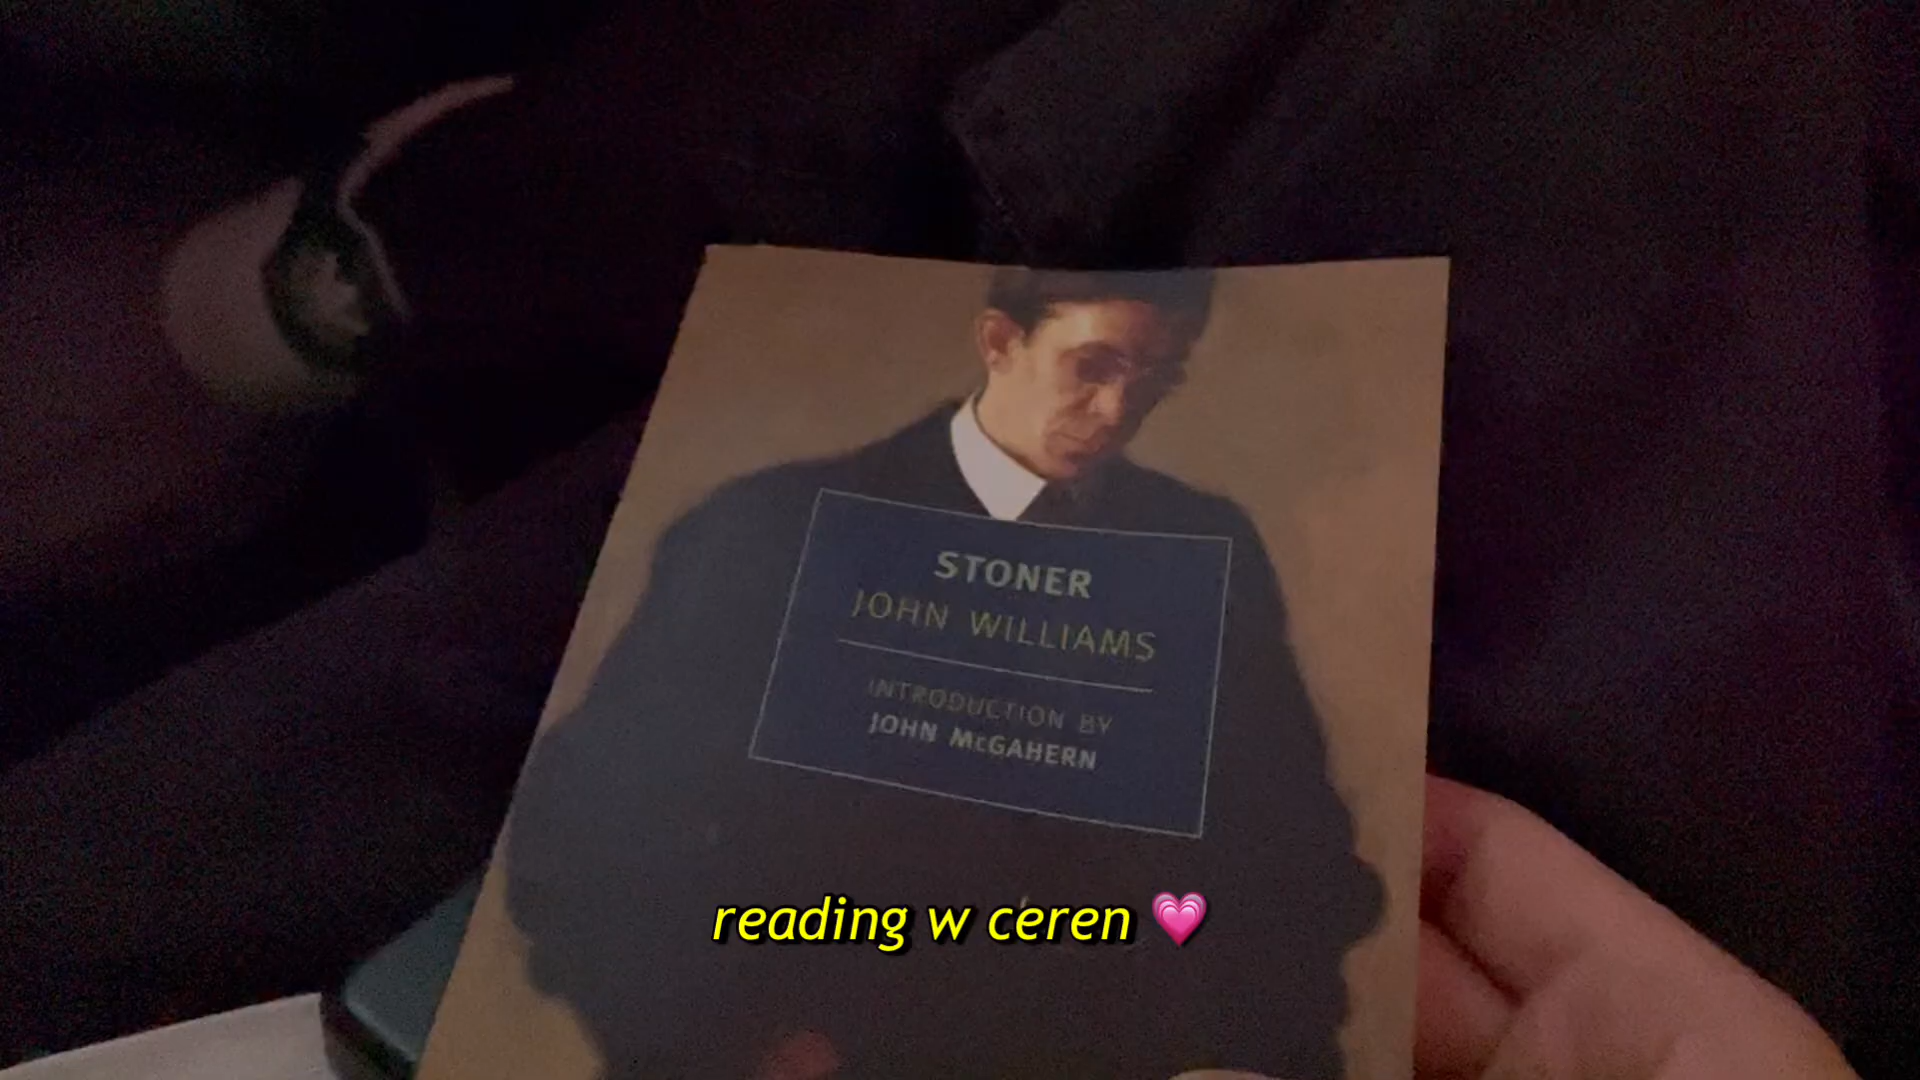 STONER
JOHN WILLIAMS
INTRODUCTION BY
JOHN McGAHERN
reading w ceren 💗